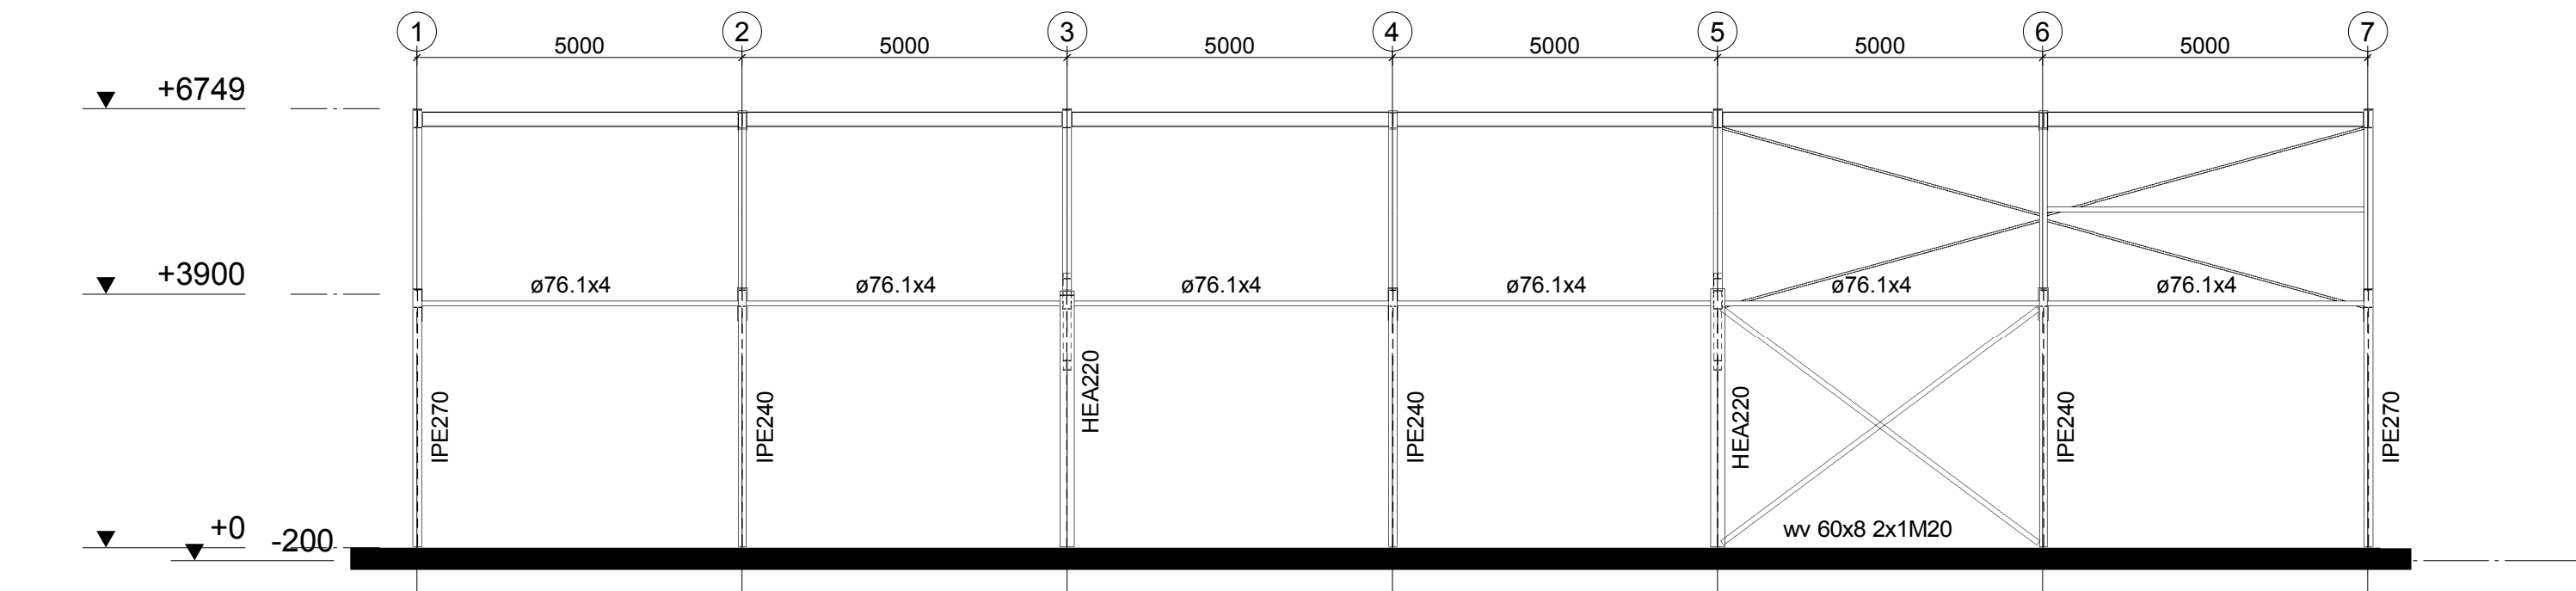 1 2 3 4 5 6 7
5000 5000 5000 5000 5000 5000
+6749
+3900
ø76.1x4 ø76.1x4 ø76.1x4 ø76.1x4 ø76.1x4 ø76.1x4
IPE270
IPE240
HEA220
IPE240
HEA220
IPE240
IPE270
wv 60x8 2x1M20
+0
-200